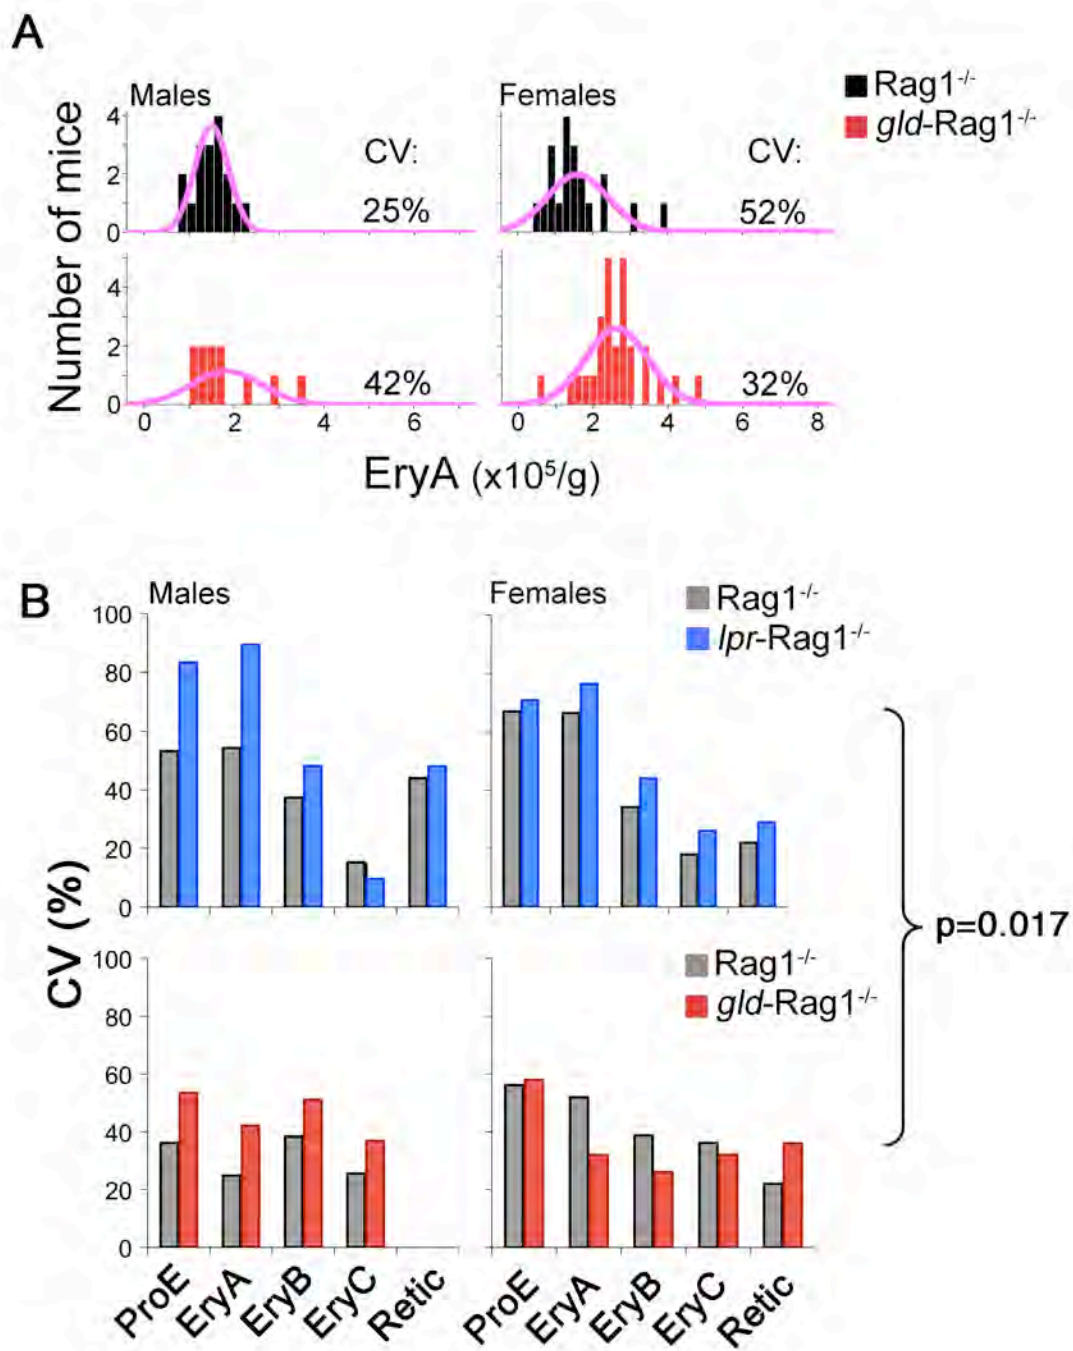 A
Males
Females
Rag1-/-
gld-Rag1-/-
Number of mice
4
2
0
CV:
25%
CV:
52%
4
2
0
42%
32%
0 2 4 6
0 2 4 6 8
EryA (x10⁵/g)
B
Males
Females
Rag1-/-
lpr-Rag1-/-
CV (%)
100
80
60
40
20
0
p=0.017
Rag1-/-
gld-Rag1-/-
100
80
60
40
20
0
ProE EryA EryB EryC Retic
ProE EryA EryB EryC Retic